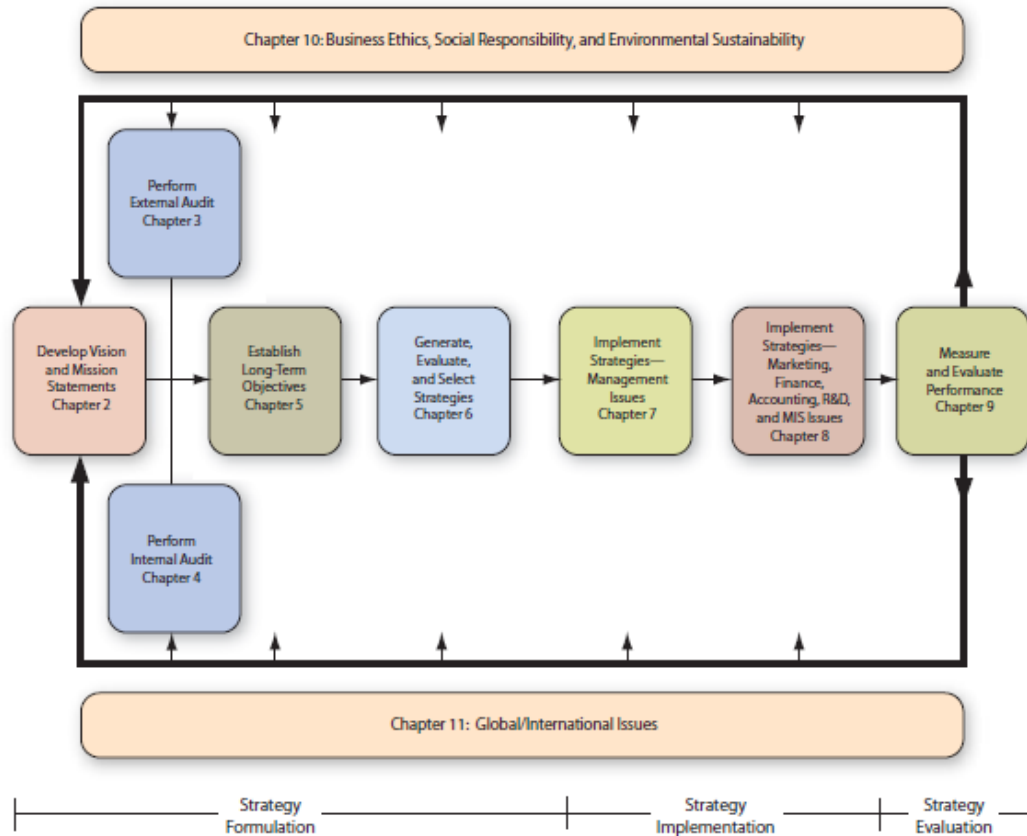 Chapter 10: Business Ethics, Social Responsibility, and Environmental Sustainability
Perform
External Audit
Chapter 3
Develop Vision
and Mission
Statements
Chapter 2
Establish
Long-Term
Objectives
Chapter 5
Generate,
Evaluate,
and Select
Strategies
Chapter 6
Implement
Strategies—
Management
Issues
Chapter 7
Implement
Strategies—
Marketing,
Finance,
Accounting, R&D,
and MIS Issues
Chapter 8
Measure
and Evaluate
Performance
Chapter 9
Perform
Internal Audit
Chapter 4
Chapter 11: Global/International Issues
Strategy
Formulation
Strategy
Implementation
Strategy
Evaluation